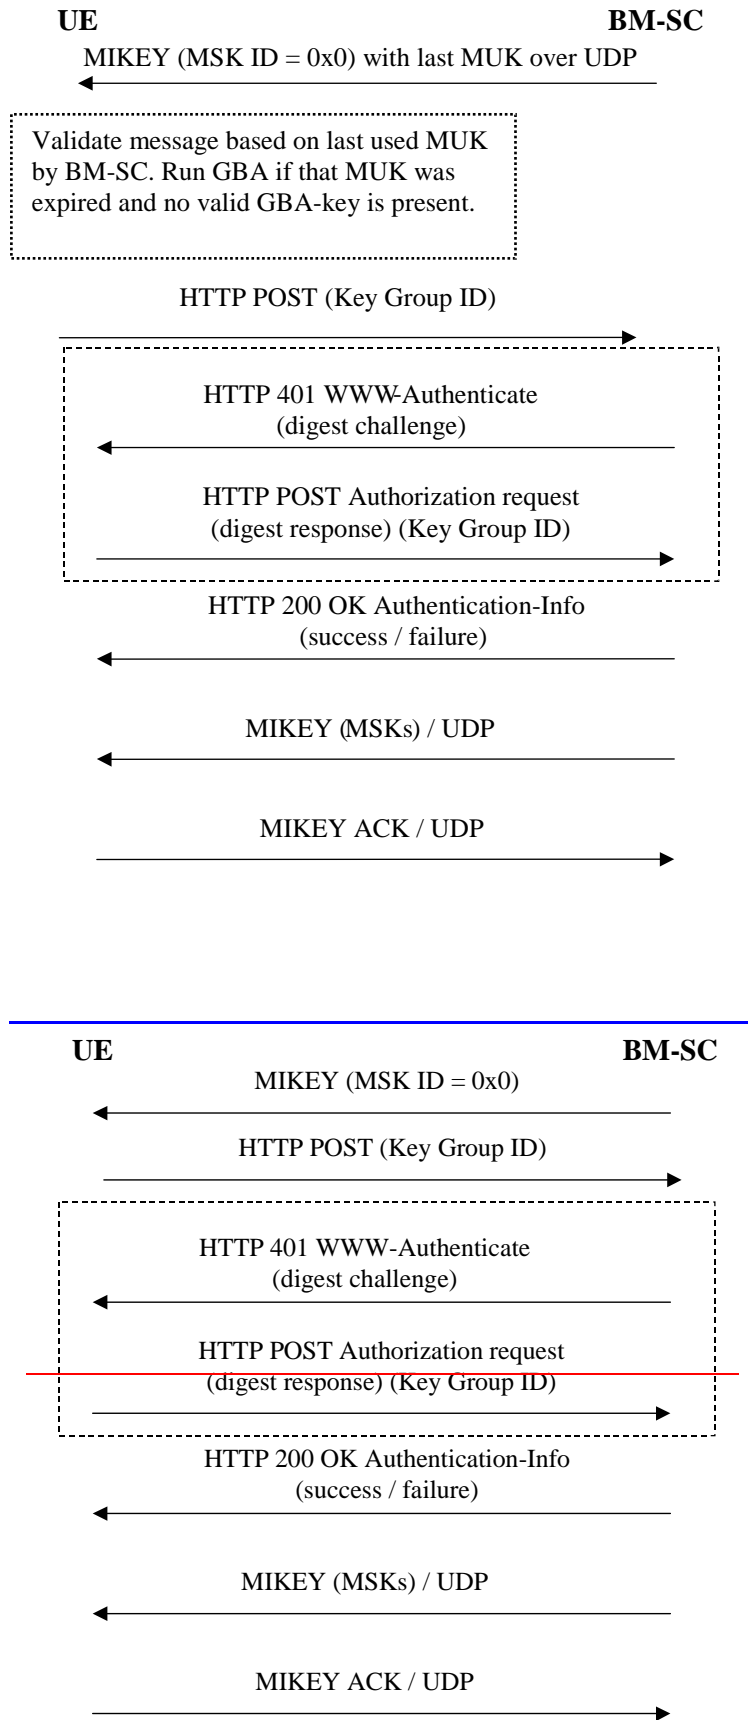 UE BM-SC
MIKEY (MSK ID = 0x0) with last MUK over UDP
Validate message based on last used MUK
by BM-SC. Run GBA if that MUK was
expired and no valid GBA-key is present.
HTTP POST (Key Group ID)
HTTP 401 WWW-Authenticate
(digest challenge)
HTTP POST Authorization request
(digest response) (Key Group ID)
HTTP 200 OK Authentication-Info
(success / failure)
MIKEY (MSKs) / UDP
MIKEY ACK / UDP
UE BM-SC
MIKEY (MSK ID = 0x0)
HTTP POST (Key Group ID)
HTTP 401 WWW-Authenticate
(digest challenge)
HTTP POST Authorization request
(digest response) (Key Group ID)
HTTP 200 OK Authentication-Info
(success / failure)
MIKEY (MSKs) / UDP
MIKEY ACK / UDP